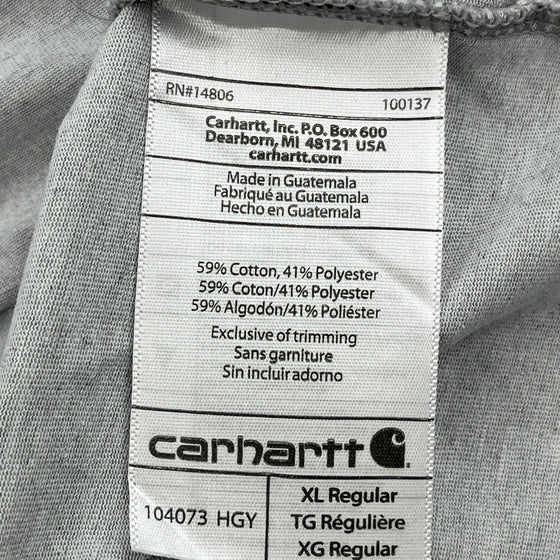 RN#14806 100137
Carhartt, Inc. P.O. Box 600
Dearborn, MI 48121 USA
carhartt.com
Made in Guatemala
Fabriqué au Guatemala
Hecho en Guatemala
59% Cotton, 41% Polyester
59% Coton/41% Polyester
59% Algodón/41% Poliéster
Exclusive of trimming
Sans garniture
Sin incluir adorno
carhartt
104073 HGY
XL Regular
TG Régulière
XG Regular